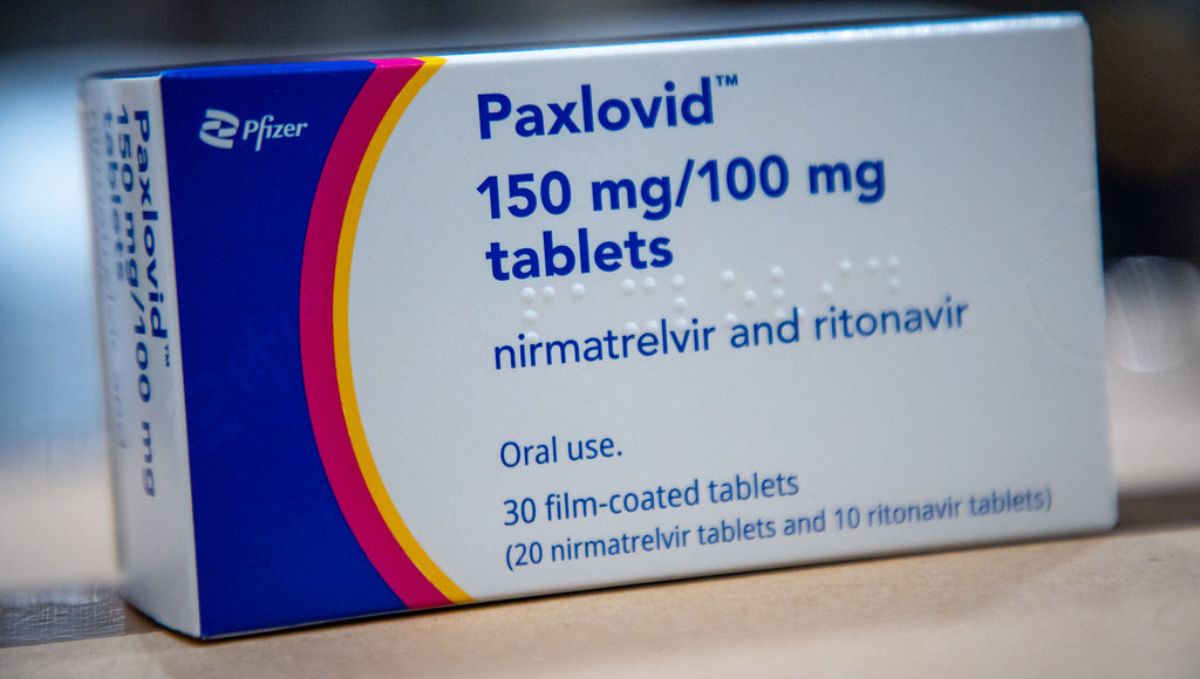 Pfizer
Paxlovid™
150 mg/100 mg
tablets
nirmatrelvir and ritonavir
Oral use.
30 film-coated tablets
(20 nirmatrelvir tablets and 10 ritonavir tablets)
Paxlovid™
150 mg/100 mg
tablets